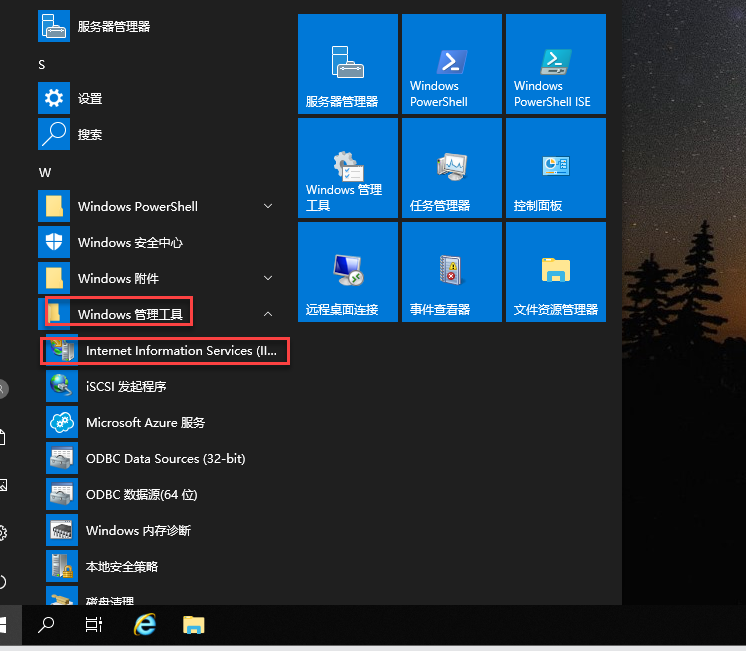 服务器管理器
S
设置
搜索
W
Windows PowerShell
Windows 安全中心
Windows 附件
Windows 管理工具
Internet Information Services (II...
iSCSI 发起程序
Microsoft Azure 服务
ODBC Data Sources (32-bit)
ODBC 数据源(64 位)
Windows 内存诊断
本地安全策略
磁盘清理
服务器管理器
Windows
PowerShell
Windows
PowerShell ISE
Windows 管理
工具
任务管理器
控制面板
远程桌面连接
事件查看器
文件资源管理器